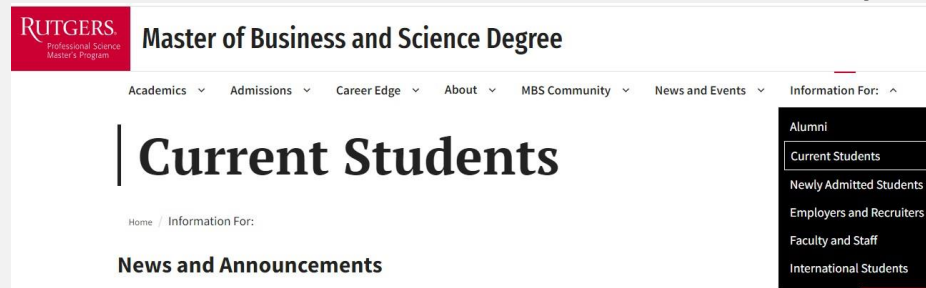 RUTGERS.
Professional Science
Master's Program
Master of Business and Science Degree
Academics Admissions Career Edge About MBS Community News and Events Information For:
Alumni
Current Students
Newly Admitted Students
Employers and Recruiters
Faculty and Staff
International Students
Current Students
Home / Information For:
News and Announcements